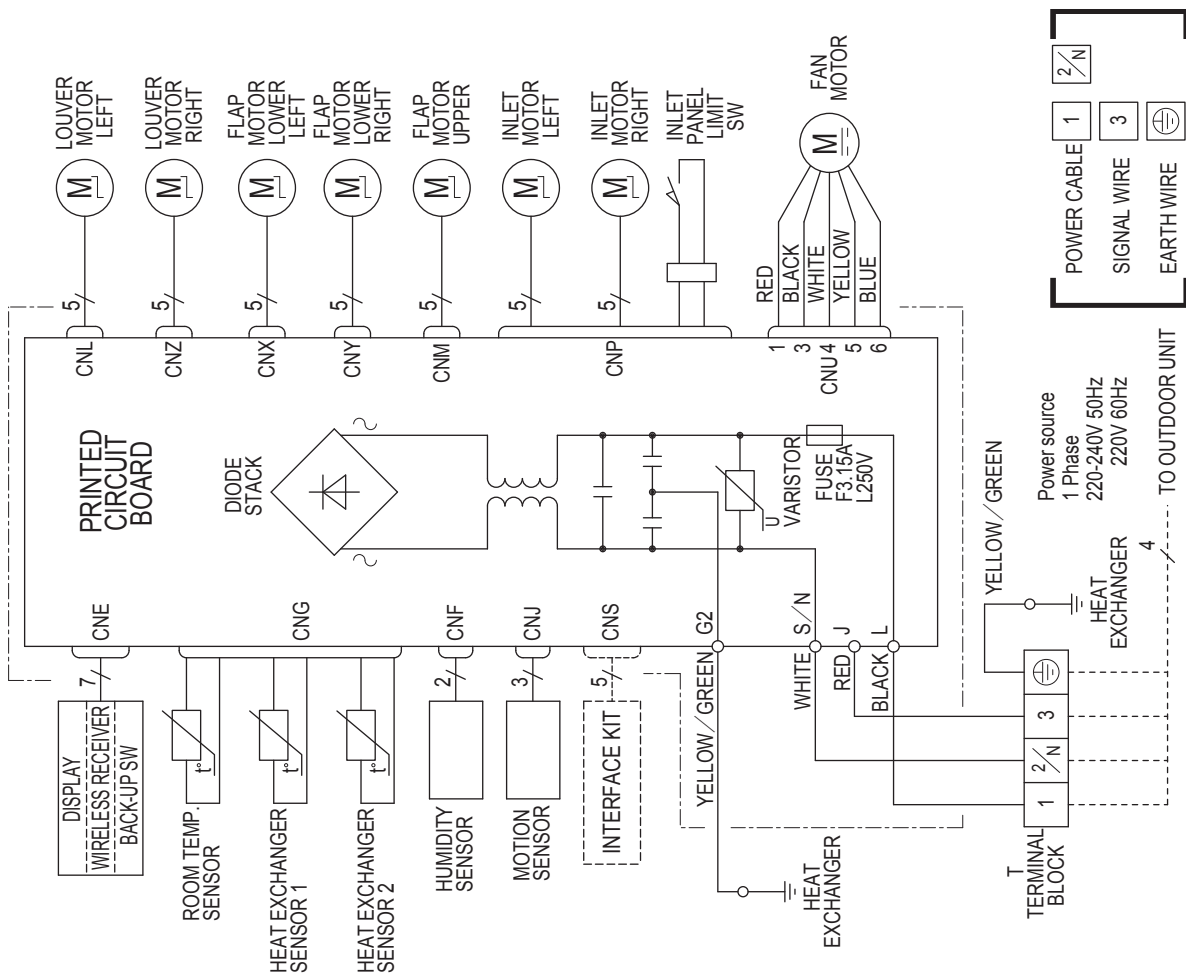 LOUVER
MOTOR
LEFT
LOUVER
MOTOR
RIGHT
FLAP
MOTOR
LOWER
LEFT
FLAP
MOTOR
LOWER
RIGHT
FLAP
MOTOR
UPPER
INLET
MOTOR
LEFT
INLET
MOTOR
RIGHT
INLET
PANEL
LIMIT
SW
FAN
MOTOR
M
M
M
M
M
M
M
M
5
5
5
5
5
5
5
RED
BLACK
WHITE
YELLOW
BLUE
CNL
CNZ
CNX
CNY
CNM
CNP
1
3
CNU 4
5
6
PRINTED
CIRCUIT
BOARD
DIODE
STACK
U
VARISTOR
FUSE
F3.15A
L250V
CNE
CNG
CNF
CNJ
CNS
G2
S/N
J
L
7
2
3
5
YELLOW/GREEN
WHITE
RED
BLACK
DISPLAY
WIRELESS RECEIVER
BACK-UP SW
t°
t°
t°
ROOM TEMP.
SENSOR
HEAT EXCHANGER
SENSOR 1
HEAT EXCHANGER
SENSOR 2
HUMIDITY
SENSOR
MOTION
SENSOR
INTERFACE KIT
HEAT
EXCHANGER
T
TERMINAL
BLOCK
1
2/N
3
YELLOW/GREEN
HEAT
EXCHANGER
4
TO OUTDOOR UNIT
Power source
1 Phase
220-240V 50Hz
220V 60Hz
POWER CABLE 1 2/N
SIGNAL WIRE 3
EARTH WIRE